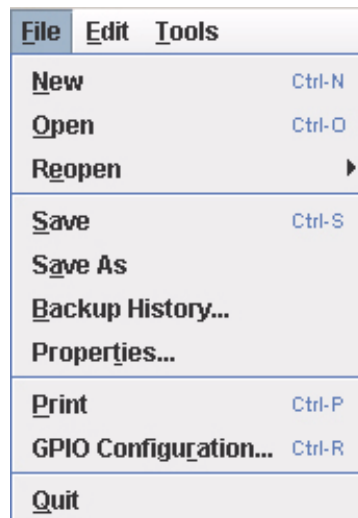 File Edit Tools
New Ctrl-N
Open Ctrl-O
Reopen
Save Ctrl-S
Save As
Backup History...
Properties...
Print Ctrl-P
GPIO Configuration... Ctrl-R
Quit